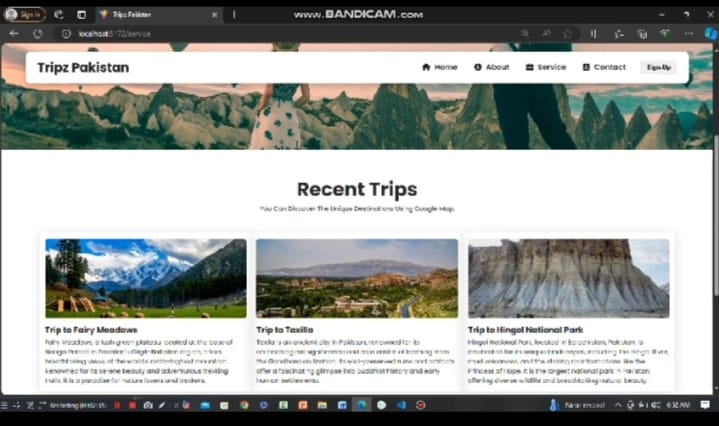 Sign in
Tripz Pakistan
www.BANDICAM.com
localhost:5173/service
Tripz Pakistan
Home
About
Service
Contact
Sign-Up
Recent Trips
You Can Discover The Unique Destinations Using Google Map.
Trip to Fairy Meadows
Fairy Meadows, a lush green plateau located at the base of
Nanga Parbat in Pakistan's Gilgit-Baltistan region, offers
breathtaking views of the world's ninth-highest mountain.
Renowned for its serene beauty and adventurous trekking
trails, it is a paradise for nature lovers and
Trip to Taxilla
Taxilla is an ancient city in Pakistan, renowned for its
archaeological significance and as a center of learning from
the Gandhara civilization. Its well-preserved ruins and artifacts
offer a fascinating glimpse into Buddhist history and early
human settlements.
Trip to Hingol National Park
Hingol National Park, located in Balochistan, Pakistan, is
celebrated for its unique landscapes, including the Hingol River,
mud volcanoes, and the striking rock formations like the
Princess of Hope. It is the largest national park in Pakistan,
offering diverse wildlife and breathtaking natural beauty
Recording
Near record
6:32 AM